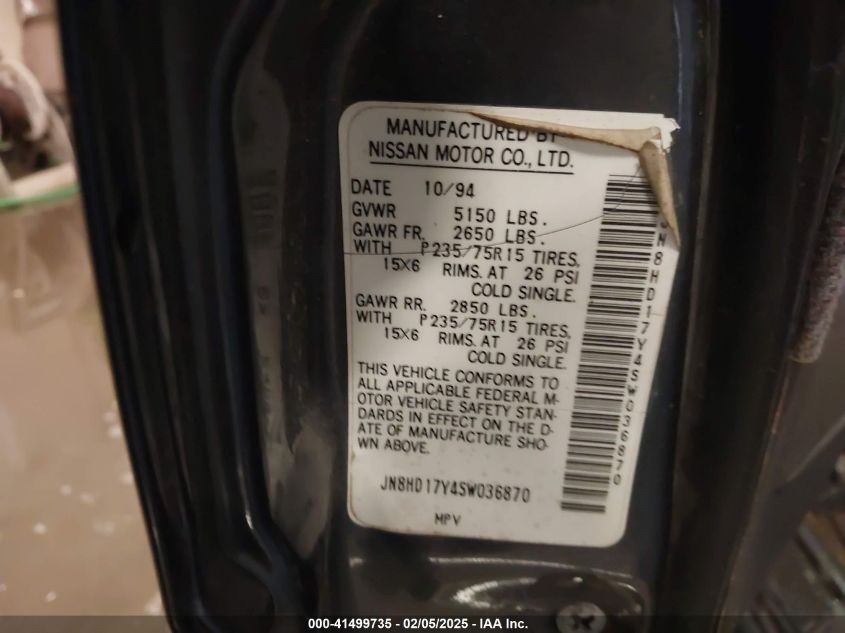 MANUFACTURED BY
NISSAN MOTOR CO., LTD.
DATE 10/94
GVWR 5150 LBS.
GAWR FR. 2650 LBS.
WITH P235/75R15 TIRES,
15X6 RIMS. AT 26 PSI
COLD SINGLE.
GAWR RR. 2850 LBS.
WITH P235/75R15 TIRES,
15X6 RIMS. AT 26 PSI
COLD SINGLE.
THIS VEHICLE CONFORMS TO
ALL APPLICABLE FEDERAL M-
OTOR VEHICLE SAFETY STAN-
DARDS IN EFFECT ON THE D-
ATE OF MANUFACTURE SHO-
WN ABOVE.
JN8HD17Y4SW036870
MPV
N8HD17Y4SW036870
000-41499735 - 02/05/2025 - IAA Inc.